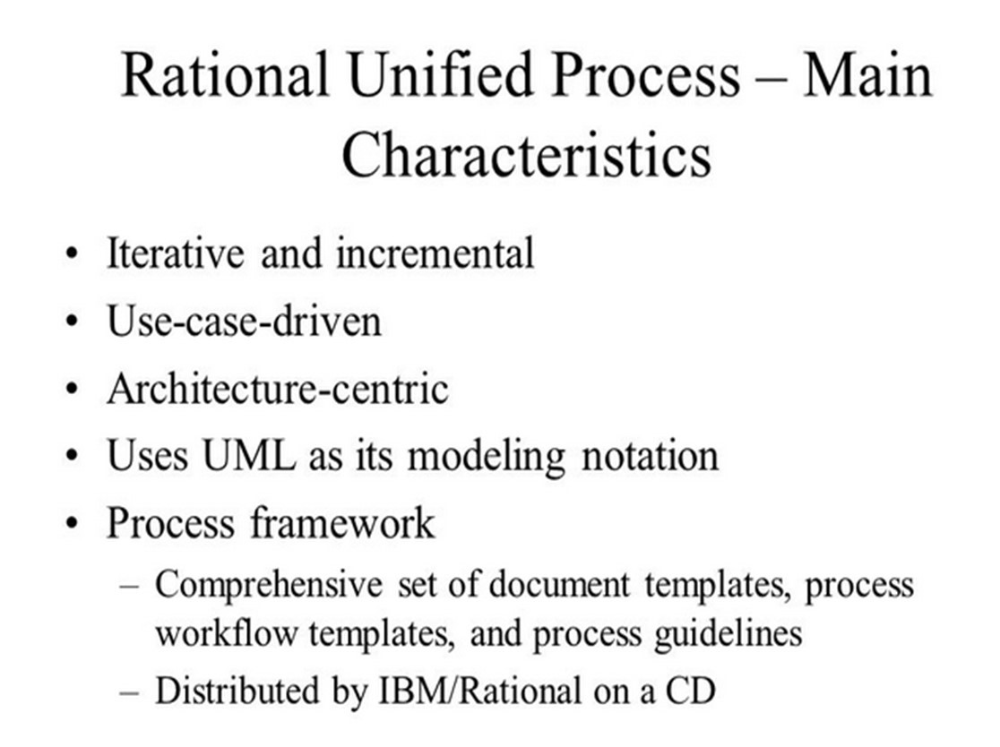 Rational Unified Process – Main
Characteristics
• Iterative and incremental
• Use-case-driven
• Architecture-centric
• Uses UML as its modeling notation
• Process framework
– Comprehensive set of document templates, process
workflow templates, and process guidelines
– Distributed by IBM/Rational on a CD